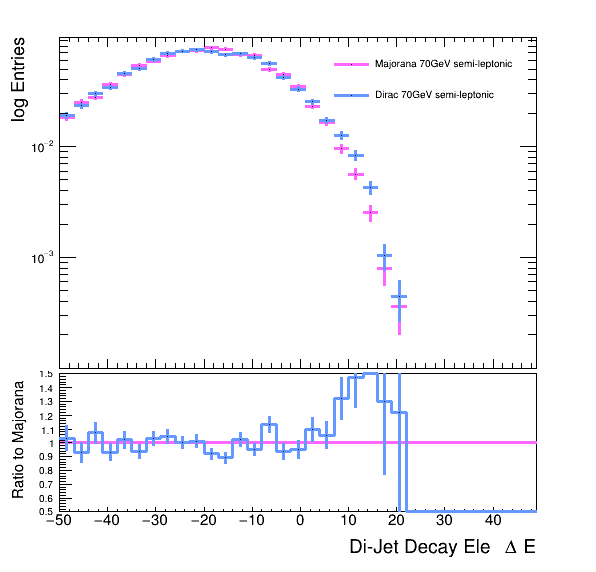 log Entries
Majorana 70GeV semi-leptonic
Dirac 70GeV semi-leptonic
10⁻²
10⁻³
Ratio to Majorana
1.5
1.4
1.3
1.2
1.1
1
0.9
0.8
0.7
0.6
0.5
−50 −40 −30 −20 −10 0 10 20 30 40
Di-Jet Decay Ele Δ E